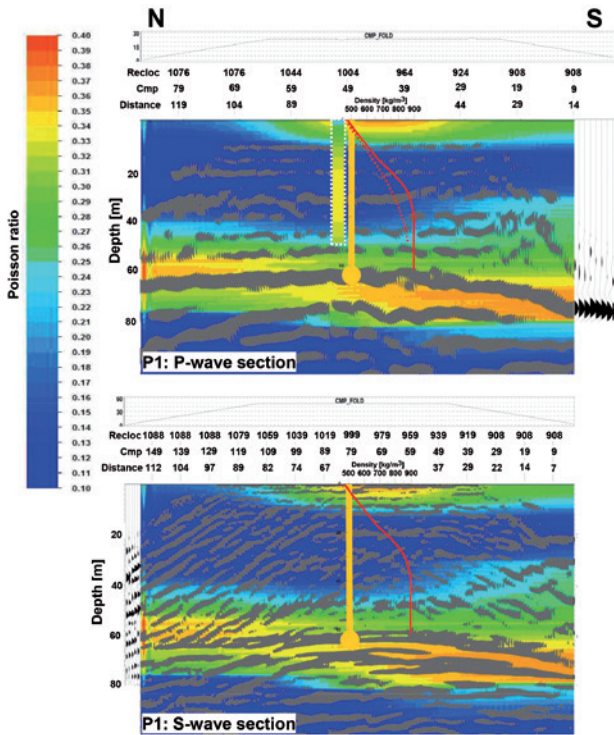 N S
30
CMP_FOLD
0
Recloc 1076 1076 1044 1004 964 924 908 908
Cmp 79 69 59 49 39 29 19 9
Density [kg/m³]
Distance 119 104 89 500 600 700 800 900 44 29 14
0.40
0.39
0.38
0.37
0.36
0.35
0.34
0.33
0.32
0.31
0.30
0.29
0.28
0.27
0.26
0.25
0.24
0.23
0.22
0.21
0.20
0.19
0.18
0.17
0.16
0.15
0.14
0.13
0.12
0.11
0.10
Poisson ratio
20
40
60
80
Depth [m]
P1: P-wave section
60
CMP_FOLD
0
Recloc 1088 1088 1088 1079 1059 1039 1019 999 979 959 939 919 908 908 908
Cmp 149 139 129 119 109 99 89 79 69 59 49 39 29 19 9
Density [kg/m³]
Distance 112 104 97 89 82 74 67 500 600 700 800 900 37 29 22 14 7
20
40
60
80
Depth [m]
P1: S-wave section